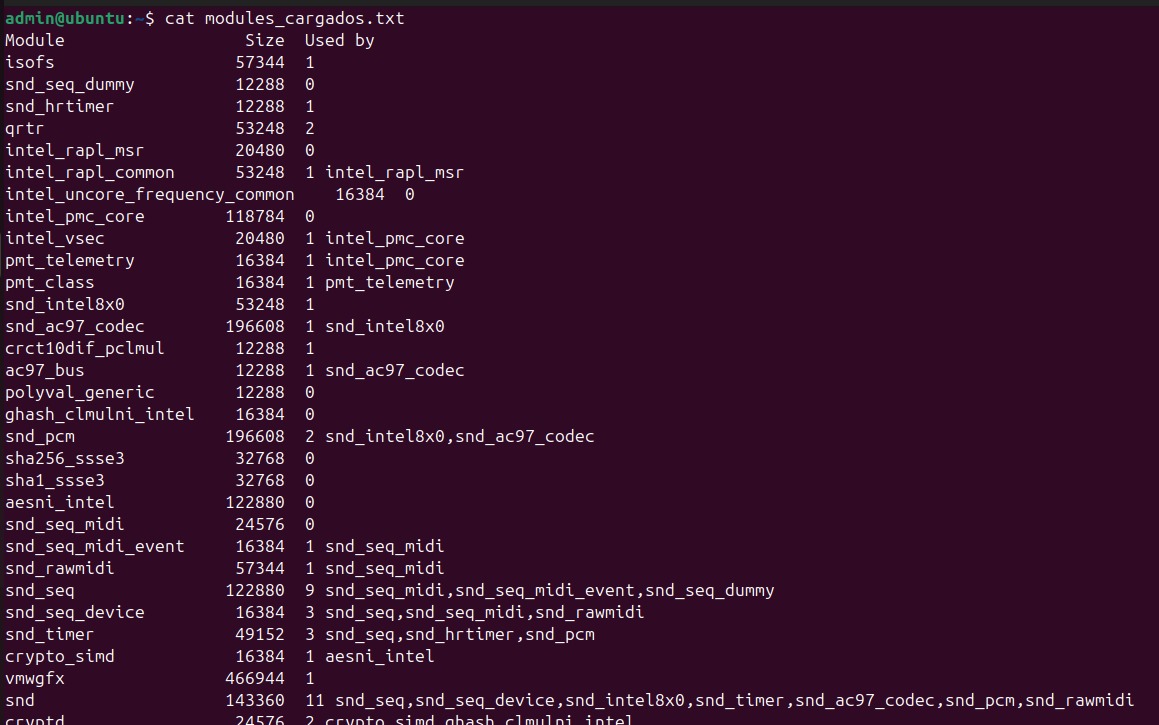 admin@ubuntu:~$ cat modules_cargados.txt
Module                  Size  Used by
isofs                  57344  1
snd_seq_dummy          12288  0
snd_hrtimer            12288  1
qrtr                   53248  2
intel_rapl_msr         20480  0
intel_rapl_common      53248  1 intel_rapl_msr
intel_uncore_frequency_common    16384  0
intel_pmc_core        118784  0
intel_vsec             20480  1 intel_pmc_core
pmt_telemetry          16384  1 intel_pmc_core
pmt_class              16384  1 pmt_telemetry
snd_intel8x0           53248  1
snd_ac97_codec        196608  1 snd_intel8x0
crct10dif_pclmul       12288  1
ac97_bus               12288  1 snd_ac97_codec
polyval_generic        12288  0
ghash_clmulni_intel    16384  0
snd_pcm               196608  2 snd_intel8x0,snd_ac97_codec
sha256_ssse3           32768  0
sha1_ssse3             32768  0
aesni_intel           122880  0
snd_seq_midi           24576  0
snd_seq_midi_event     16384  1 snd_seq_midi
snd_rawmidi            57344  1 snd_seq_midi
snd_seq               122880  9 snd_seq_midi,snd_seq_midi_event,snd_seq_dummy
snd_seq_device         16384  3 snd_seq,snd_seq_midi,snd_rawmidi
snd_timer              49152  3 snd_seq,snd_hrtimer,snd_pcm
crypto_simd            16384  1 aesni_intel
vmwgfx                466944  1
snd                   143360  11 snd_seq,snd_seq_device,snd_intel8x0,snd_timer,snd_ac97_codec,snd_pcm,snd_rawmidi
cryptd                 24576  2 crypto_simd,ghash_clmulni_intel